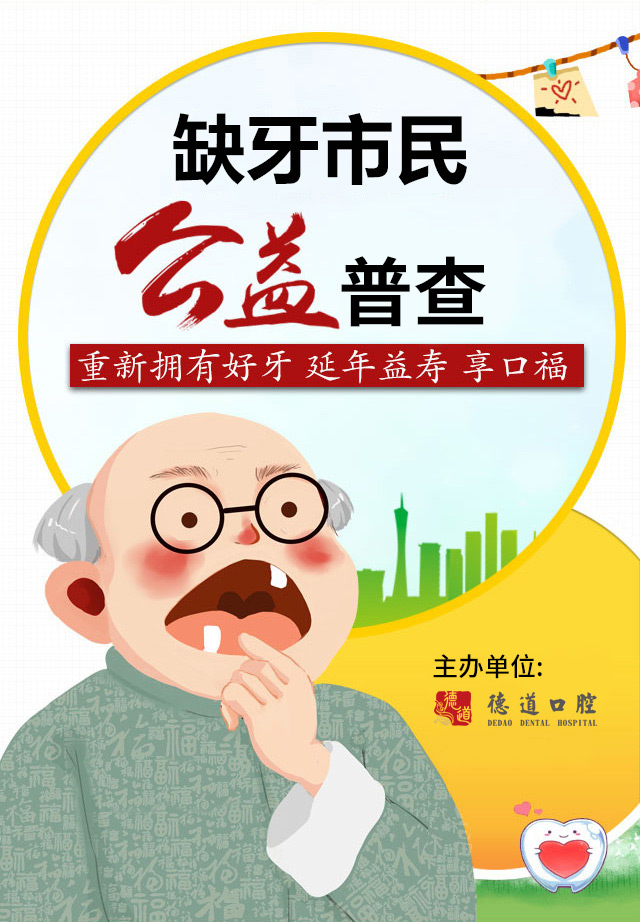 缺牙市民
公益普查
重新拥有好牙 延年益寿 享口福
主办单位:
德道
德道口腔
DEDAO DENTAL HOSPITAL